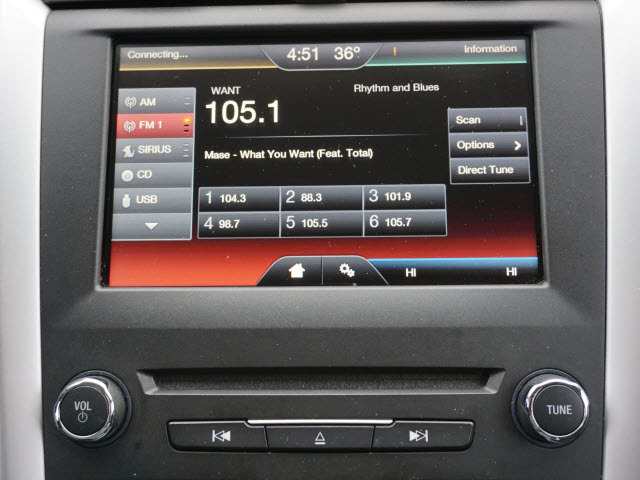 Connecting...
4:51 36° !
Information
WANT
Rhythm and Blues
105.1
AM
FM 1
SIRIUS
CD
USB
Scan
Options >
Direct Tune
Mase - What You Want (Feat. Total)
1 104.3
2 88.3
3 101.9
4 98.7
5 105.5
6 105.7
HI
HI
VOL
TUNE